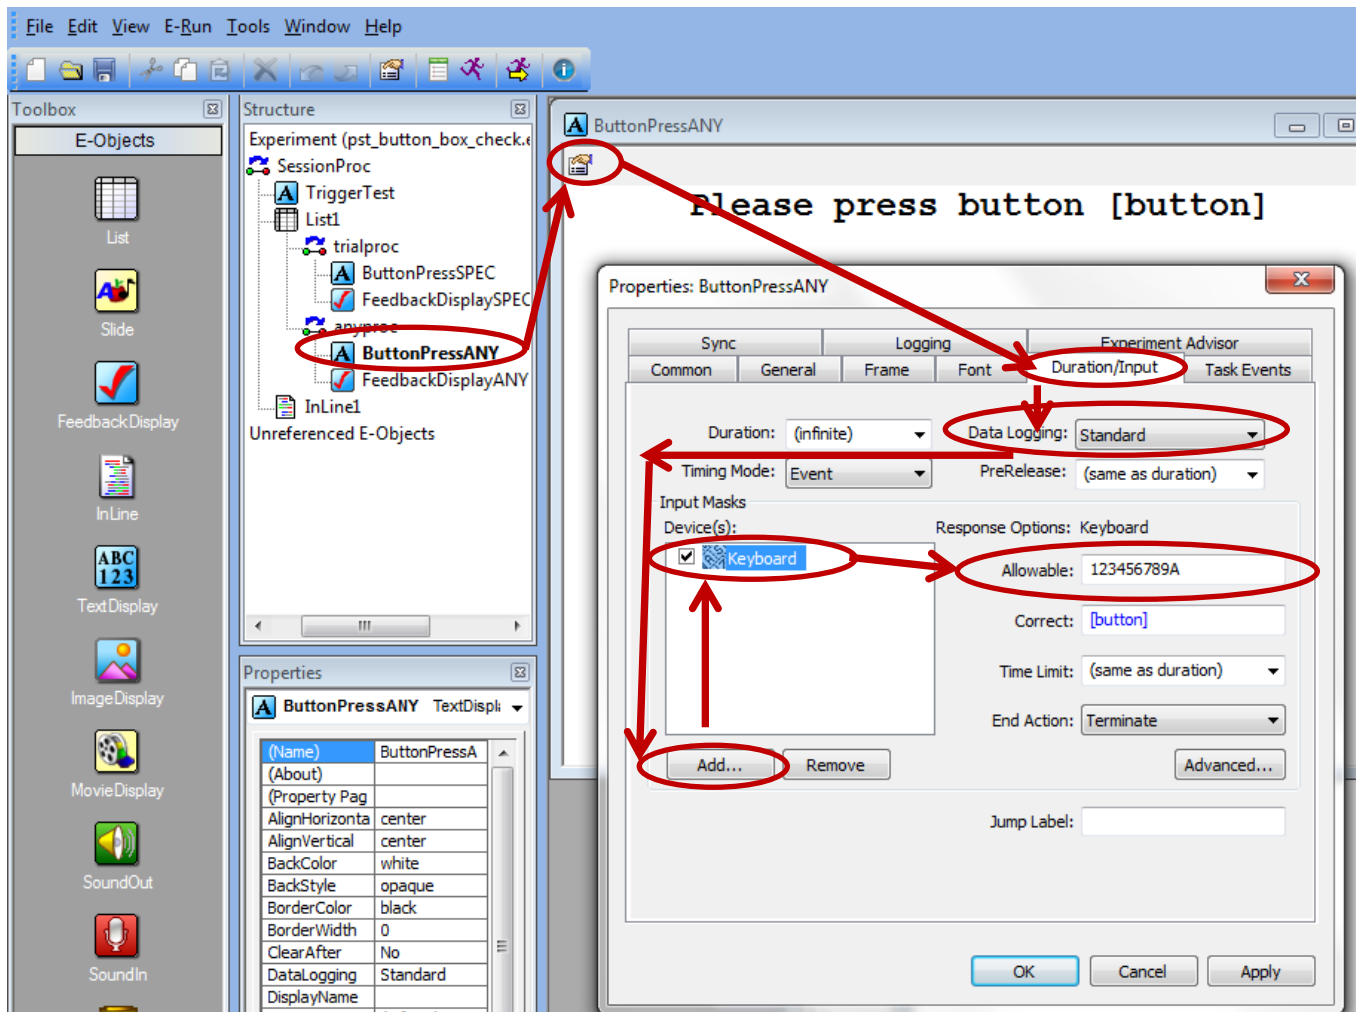 File Edit View E-Run Tools Window Help
Toolbox
E-Objects
List
Slide
FeedbackDisplay
InLine
ABC
123
TextDisplay
ImageDisplay
MovieDisplay
SoundOut
SoundIn
Structure
Experiment (pst_button_box_check.e
SessionProc
TriggerTest
List1
trialproc
ButtonPressSPEC
FeedbackDisplaySPEC
anyproc
ButtonPressANY
FeedbackDisplayANY
InLine1
Unreferenced E-Objects
Properties
ButtonPressANY TextDispl
(Name) ButtonPressA
(About)
(Property Pag
AlignHorizonta center
AlignVertical center
BackColor white
BackStyle opaque
BorderColor black
BorderWidth 0
ClearAfter No
DataLogging Standard
DisplayName
ButtonPressANY
Please press button [button]
Properties: ButtonPressANY
Sync Logging Experiment Advisor
Common General Frame Font Duration/Input Task Events
Duration: (infinite) Data Logging: Standard
Timing Mode: Event PreRelease: (same as duration)
Input Masks
Device(s): Response Options: Keyboard
Keyboard
Allowable: 123456789A
Correct: [button]
Time Limit: (same as duration)
End Action: Terminate
Add... Remove Advanced...
Jump Label:
OK Cancel Apply